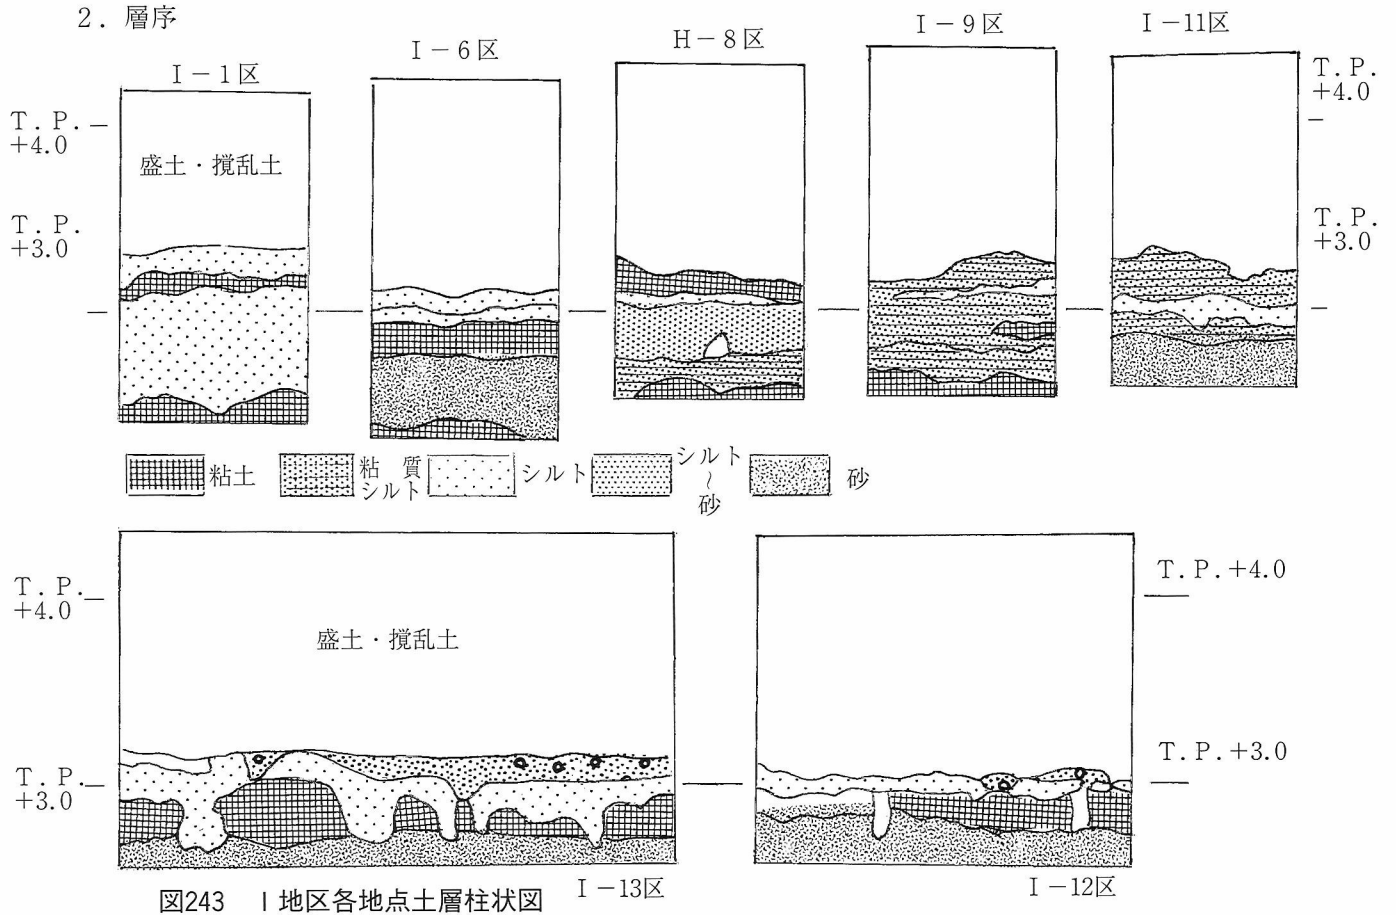 2．層序
Ｉ－１区
Ｉ－６区
Ｈ－８区
Ｉ－９区
Ｉ－11区
Ｔ.Ｐ.
+4.0
Ｔ.Ｐ.
+4.0
盛土・撹乱土
Ｔ.Ｐ.
+3.0
Ｔ.Ｐ.
+3.0
粘土
粘質
シルト
シルト
シルト
～
砂
砂
Ｔ.Ｐ.
+4.0
Ｔ.Ｐ.+4.0
盛土・撹乱土
Ｔ.Ｐ.
+3.0
Ｔ.Ｐ.+3.0
Ｉ－13区
Ｉ－12区
図243　Ｉ地区各地点土層柱状図